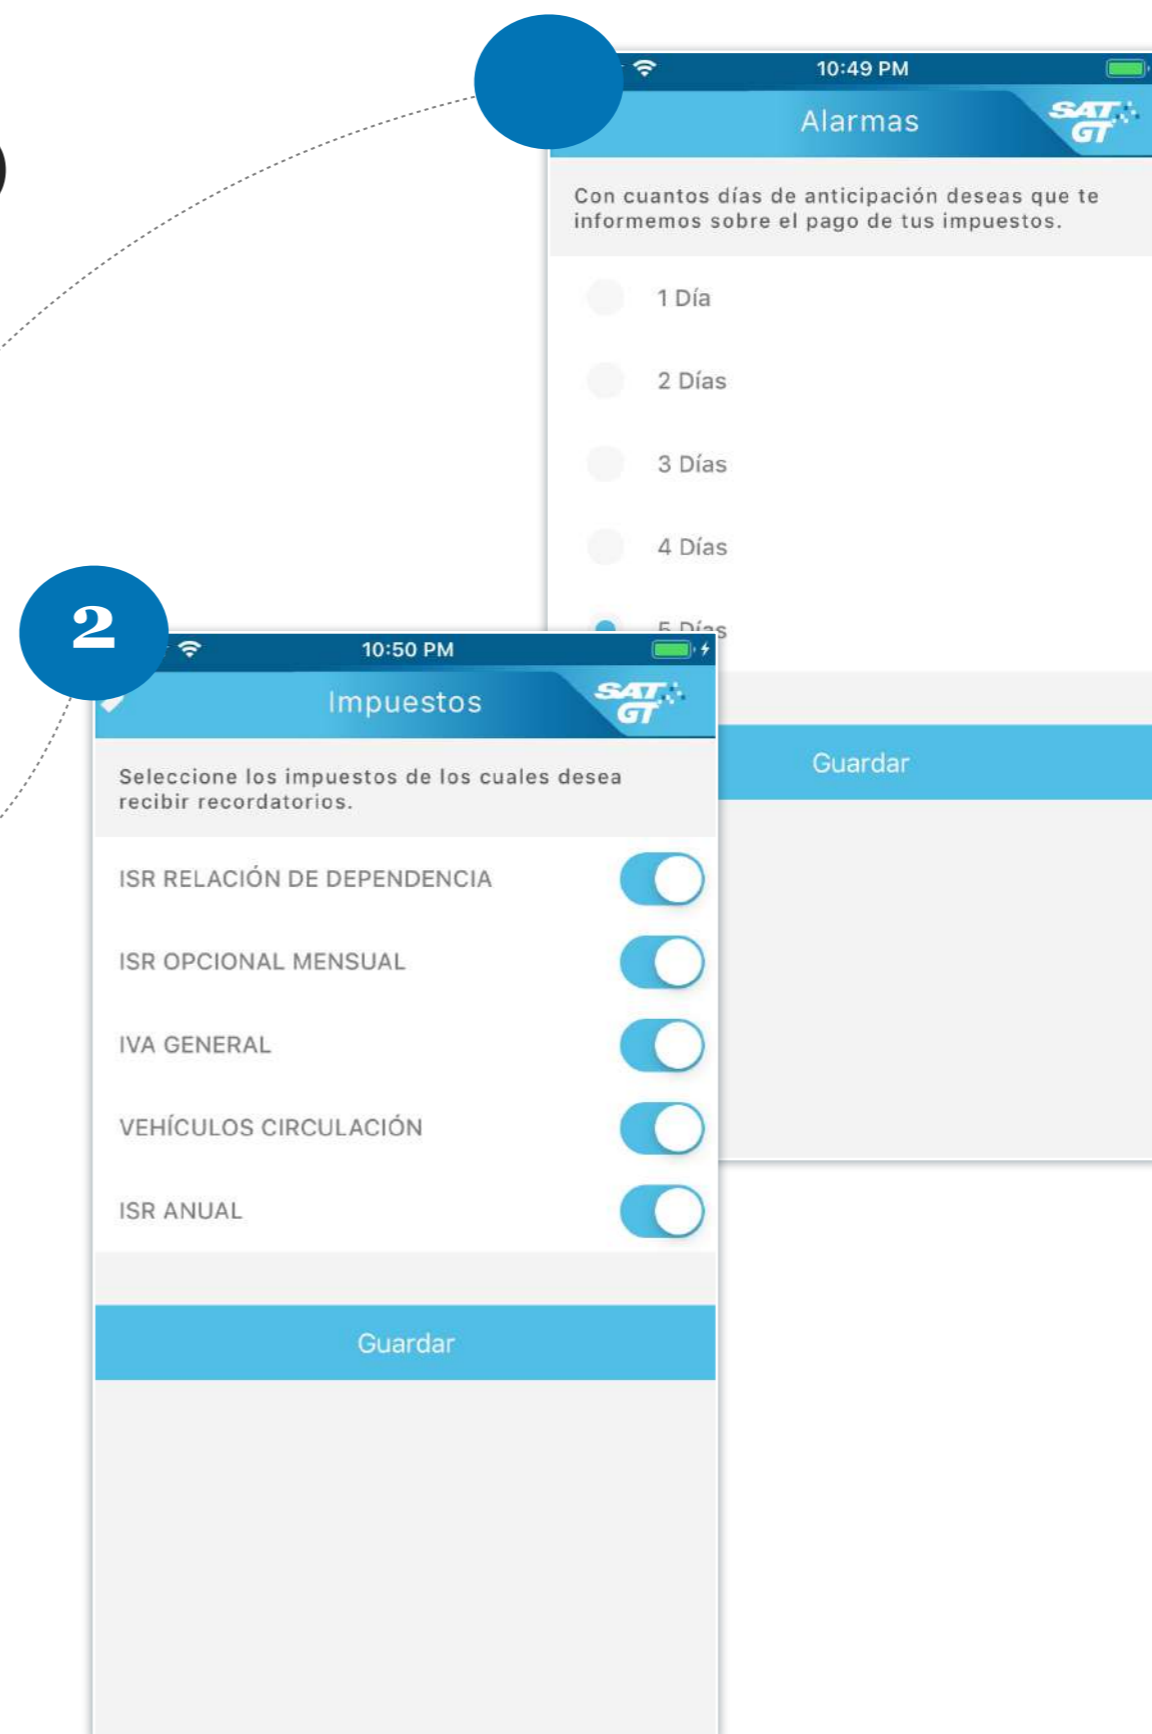 10:49 PM
Alarmas
SAT
GT
Con cuantos días de anticipación deseas que te
informemos sobre el pago de tus impuestos.
1 Día
2 Días
3 Días
4 Días
5 Días
Guardar
2
10:50 PM
Impuestos
SAT
GT
Seleccione los impuestos de los cuales desea
recibir recordatorios.
ISR RELACIÓN DE DEPENDENCIA
ISR OPCIONAL MENSUAL
IVA GENERAL
VEHÍCULOS CIRCULACIÓN
ISR ANUAL
Guardar